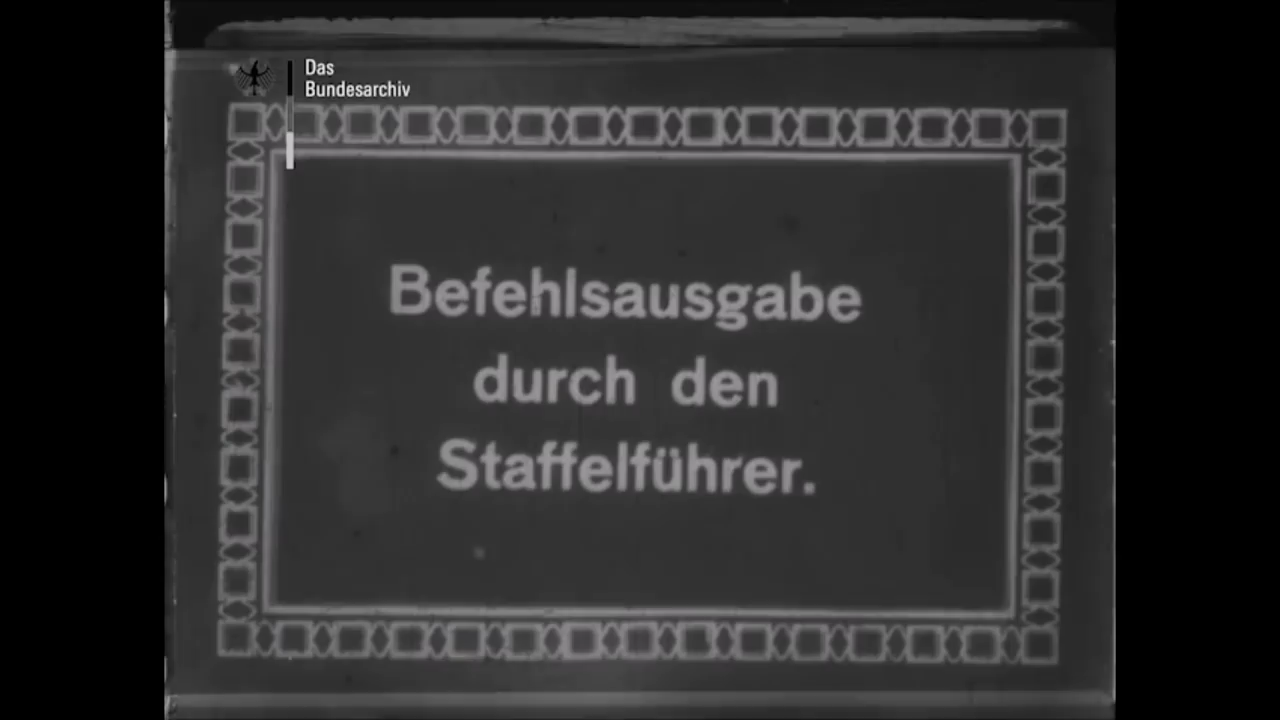 Das
Bundesarchiv
Befehlsausgabe
durch den
Staffelführer.